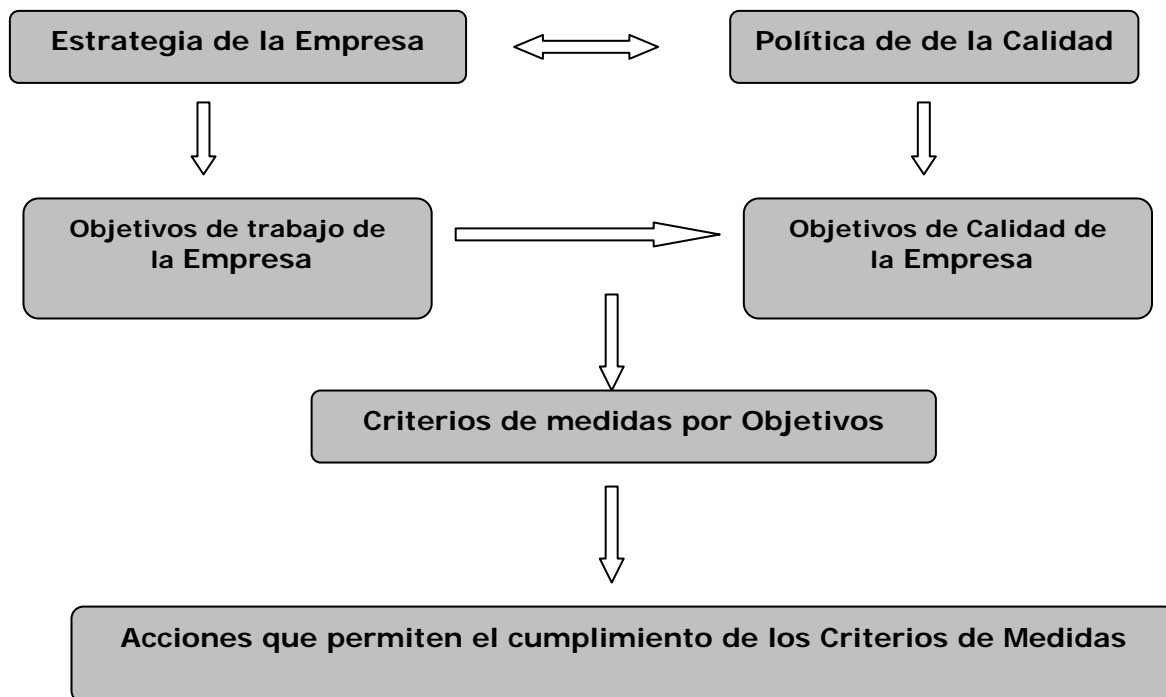 Estrategia de la Empresa
Política de de la Calidad
Objetivos de trabajo de
la Empresa
Objetivos de Calidad de
la Empresa
Criterios de medidas por Objetivos
Acciones que permiten el cumplimiento de los Criterios de Medidas